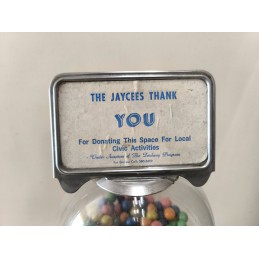 THE JAYCEES THANK
YOU
For Donating This Space For Local
Civic Activities